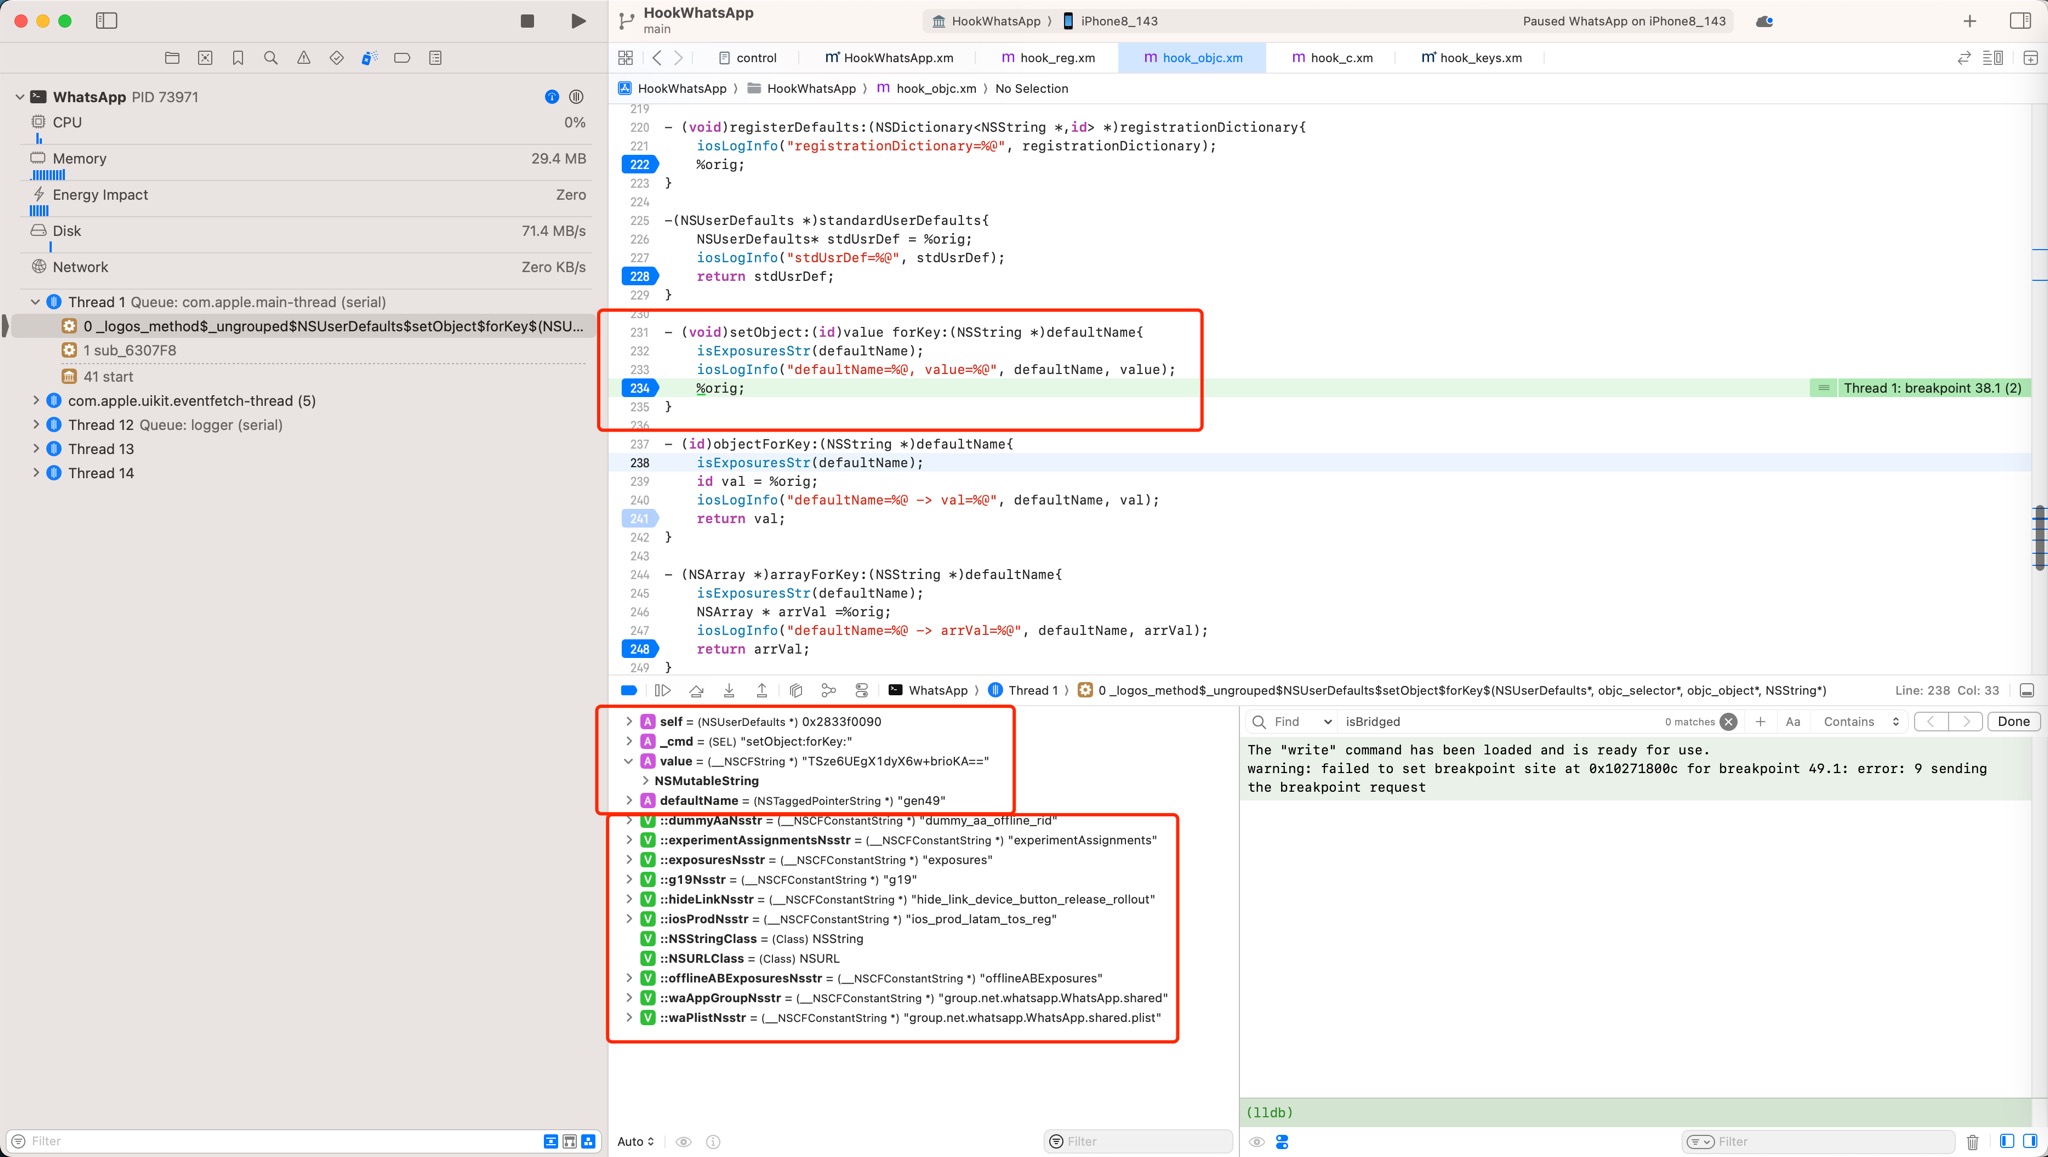 HookWhatsApp
main
HookWhatsApp ⟩ iPhone8_143
Paused WhatsApp on iPhone8_143
control
HookWhatsApp.xm
hook_reg.xm
hook_objc.xm
hook_c.xm
hook_keys.xm
HookWhatsApp ⟩ HookWhatsApp ⟩ hook_objc.xm ⟩ No Selection
WhatsApp PID 73971
CPU 0%
Memory 29.4 MB
Energy Impact Zero
Disk 71.4 MB/s
Network Zero KB/s
Thread 1 Queue: com.apple.main-thread (serial)
0 _logos_method$_ungrouped$NSUserDefaults$setObject$forKey$(NSU...
1 sub_6307F8
41 start
com.apple.uikit.eventfetch-thread (5)
Thread 12 Queue: logger (serial)
Thread 13
Thread 14
Filter
219
220 - (void)registerDefaults:(NSDictionary<NSString *,id> *)registrationDictionary{
221 iosLogInfo("registrationDictionary=%@", registrationDictionary);
222 %orig;
223 }
224
225 -(NSUserDefaults *)standardUserDefaults{
226 NSUserDefaults* stdUsrDef = %orig;
227 iosLogInfo("stdUsrDef=%@", stdUsrDef);
228 return stdUsrDef;
229 }
230
231 - (void)setObject:(id)value forKey:(NSString *)defaultName{
232 isExposuresStr(defaultName);
233 iosLogInfo("defaultName=%@, value=%@", defaultName, value);
234 %orig;
Thread 1: breakpoint 38.1 (2)
235 }
236
237 - (id)objectForKey:(NSString *)defaultName{
238 isExposuresStr(defaultName);
239 id val = %orig;
240 iosLogInfo("defaultName=%@ -> val=%@", defaultName, val);
241 return val;
242 }
243
244 - (NSArray *)arrayForKey:(NSString *)defaultName{
245 isExposuresStr(defaultName);
246 NSArray * arrVal =%orig;
247 iosLogInfo("defaultName=%@ -> arrVal=%@", defaultName, arrVal);
248 return arrVal;
249 }
WhatsApp ⟩ Thread 1 ⟩ 0 _logos_method$_ungrouped$NSUserDefaults$setObject$forKey$(NSUserDefaults*, objc_selector*, objc_object*, NSString*)
Line: 238 Col: 33
A self = (NSUserDefaults *) 0x2833f0090
A _cmd = (SEL) "setObject:forKey:"
A value = (__NSCFString *) "TSze6UEgX1dyX6w+brioKA=="
NSMutableString
A defaultName = (NSTaggedPointerString *) "gen49"
V ::dummyAaNsstr = (__NSCFConstantString *) "dummy_aa_offline_rid"
V ::experimentAssignmentsNsstr = (__NSCFConstantString *) "experimentAssignments"
V ::exposuresNsstr = (__NSCFConstantString *) "exposures"
V ::g19Nsstr = (__NSCFConstantString *) "g19"
V ::hideLinkNsstr = (__NSCFConstantString *) "hide_link_device_button_release_rollout"
V ::iosProdNsstr = (__NSCFConstantString *) "ios_prod_latam_tos_reg"
V ::NSStringClass = (Class) NSString
V ::NSURLClass = (Class) NSURL
V ::offlineABExposuresNsstr = (__NSCFConstantString *) "offlineABExposures"
V ::waAppGroupNsstr = (__NSCFConstantString *) "group.net.whatsapp.WhatsApp.shared"
V ::waPlistNsstr = (__NSCFConstantString *) "group.net.whatsapp.WhatsApp.shared.plist"
Auto
Filter
Find isBridged 0 matches Aa Contains Done
The "write" command has been loaded and is ready for use.
warning: failed to set breakpoint site at 0x10271800c for breakpoint 49.1: error: 9 sending
the breakpoint request
(lldb)
Filter